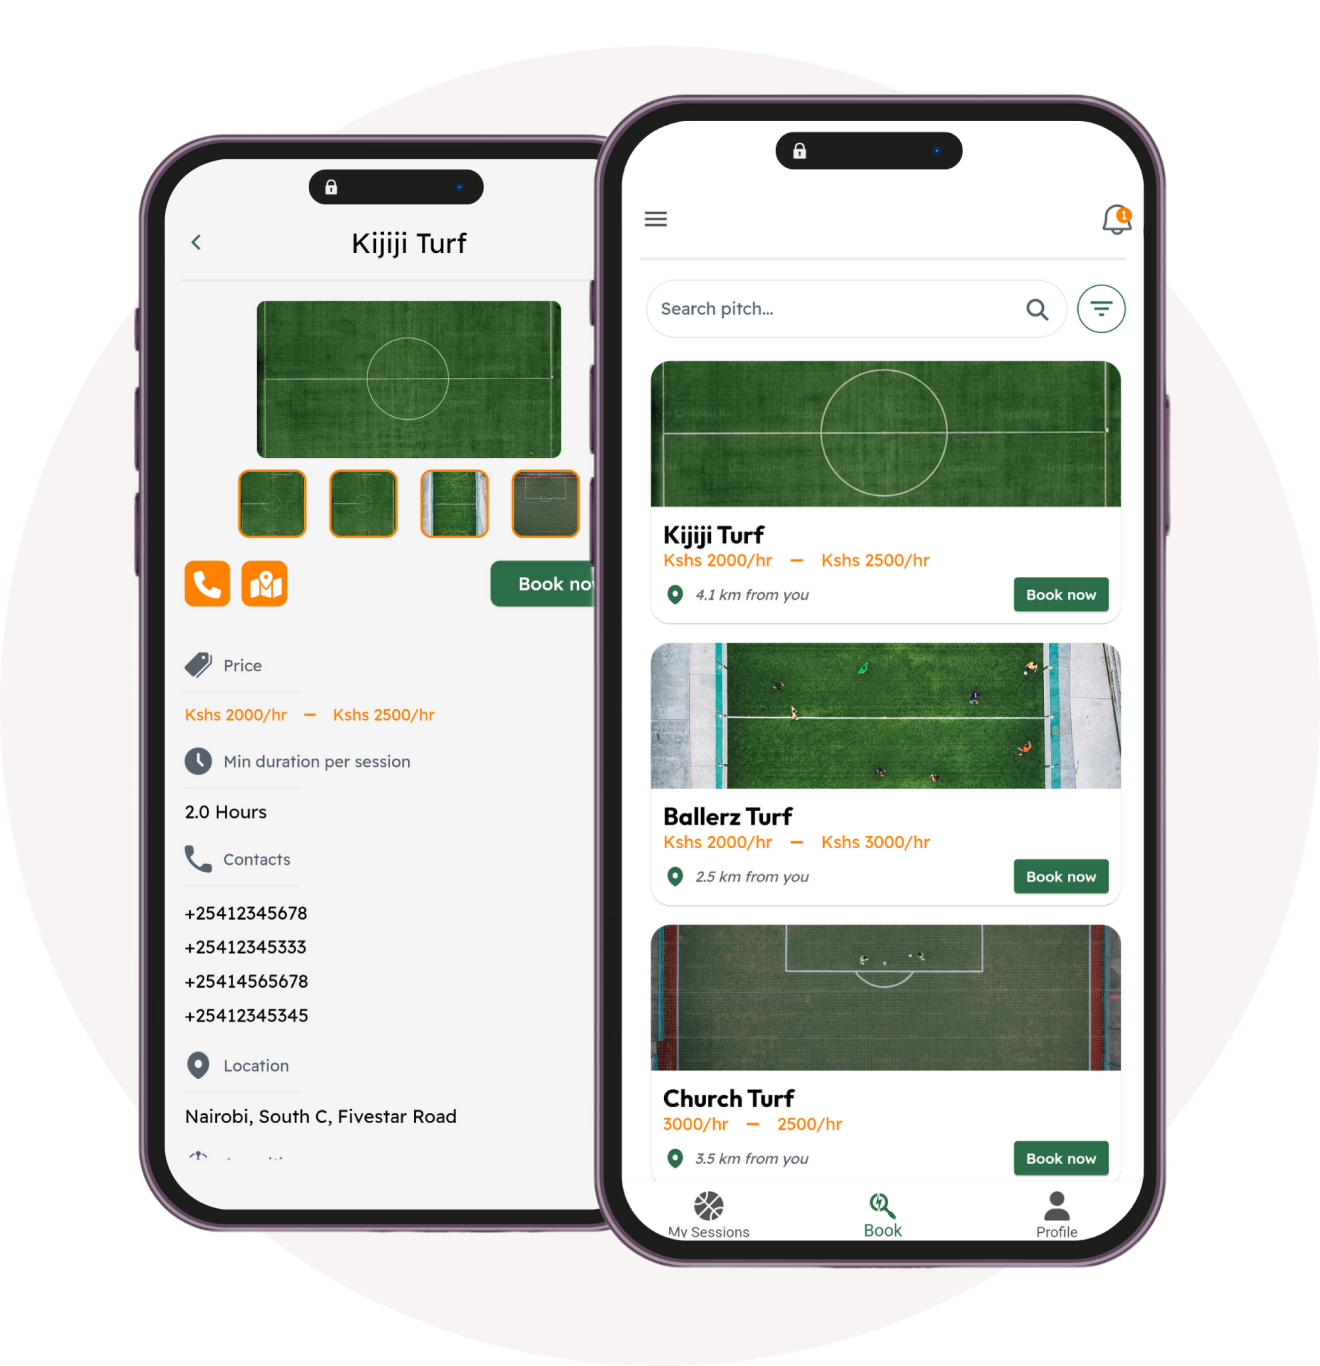 Kijiji Turf
Book no
Price
Kshs 2000/hr – Kshs 2500/hr
Min duration per session
2.0 Hours
Contacts
+25412345678
+25412345333
+25414565678
+25412345345
Location
Nairobi, South C, Fivestar Road
1
Search pitch...
Kijiji Turf
Kshs 2000/hr – Kshs 2500/hr
4.1 km from you
Book now
Ballerz Turf
Kshs 2000/hr – Kshs 3000/hr
2.5 km from you
Book now
Church Turf
3000/hr – 2500/hr
3.5 km from you
Book now
My Sessions
Book
Profile